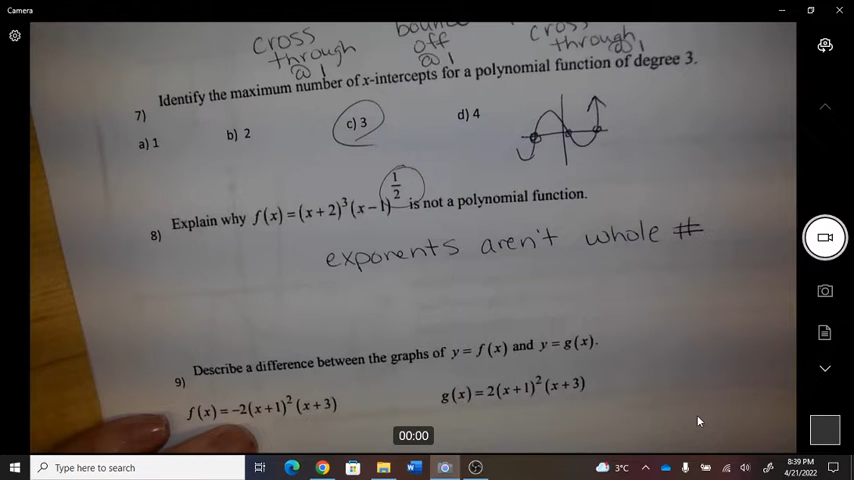 Camera
cross through @ 1
bounce off @ 1
cross through @ 1
7) Identify the maximum number of x-intercepts for a polynomial function of degree 3.
a) 1 b) 2 c) 3 d) 4
8) Explain why f(x) = (x+2)³(x−1)^(1/2) is not a polynomial function.
exponents aren't whole #
9) Describe a difference between the graphs of y = f(x) and y = g(x).
f(x) = −2(x+1)²(x+3) g(x) = 2(x+1)²(x+3)
00:00
Type here to search
3°C
8:39 PM
4/21/2022